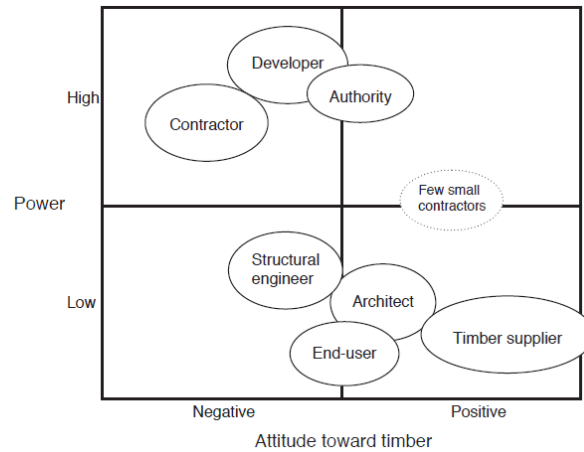 Developer
High
Authority
Contractor
Few small
contractors
Power
Structural
engineer
Low
Architect
Timber supplier
End-user
Negative
Positive
Attitude toward timber